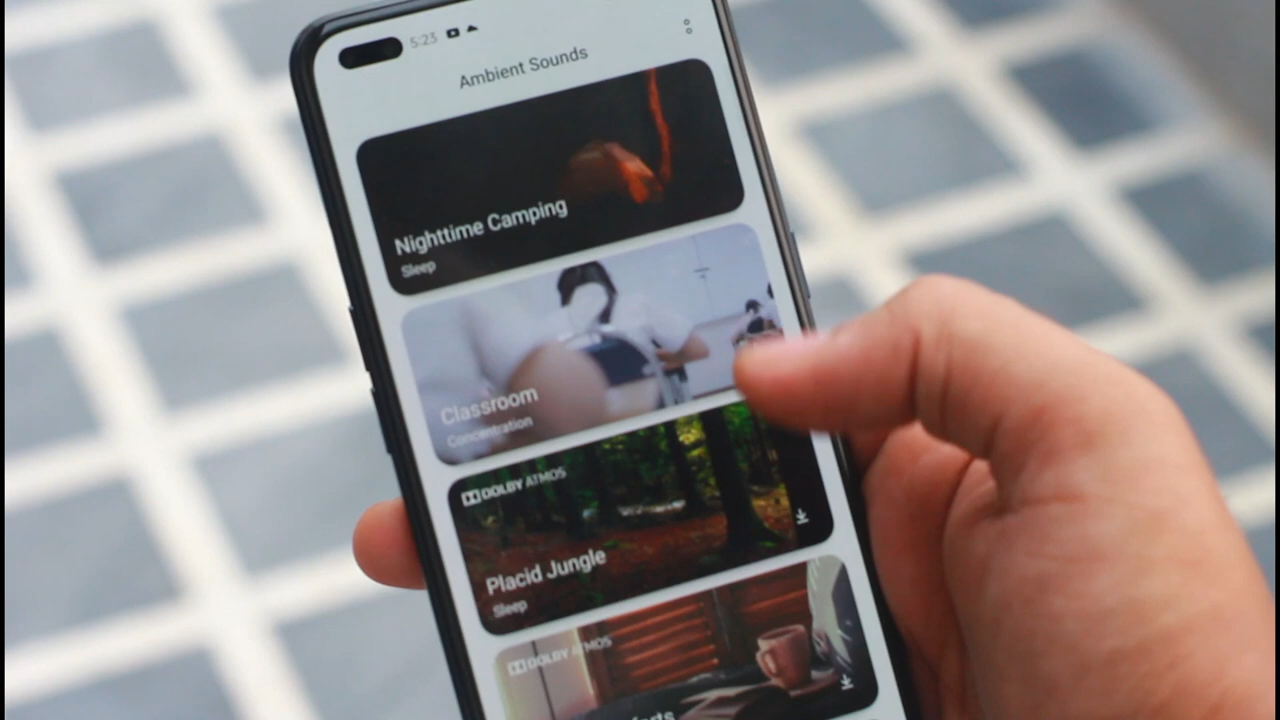 5:23
Ambient Sounds
Nighttime Camping
Sleep
Classroom
Concentration
DOLBY ATMOS
Placid Jungle
Sleep
DOLBY ATMOS